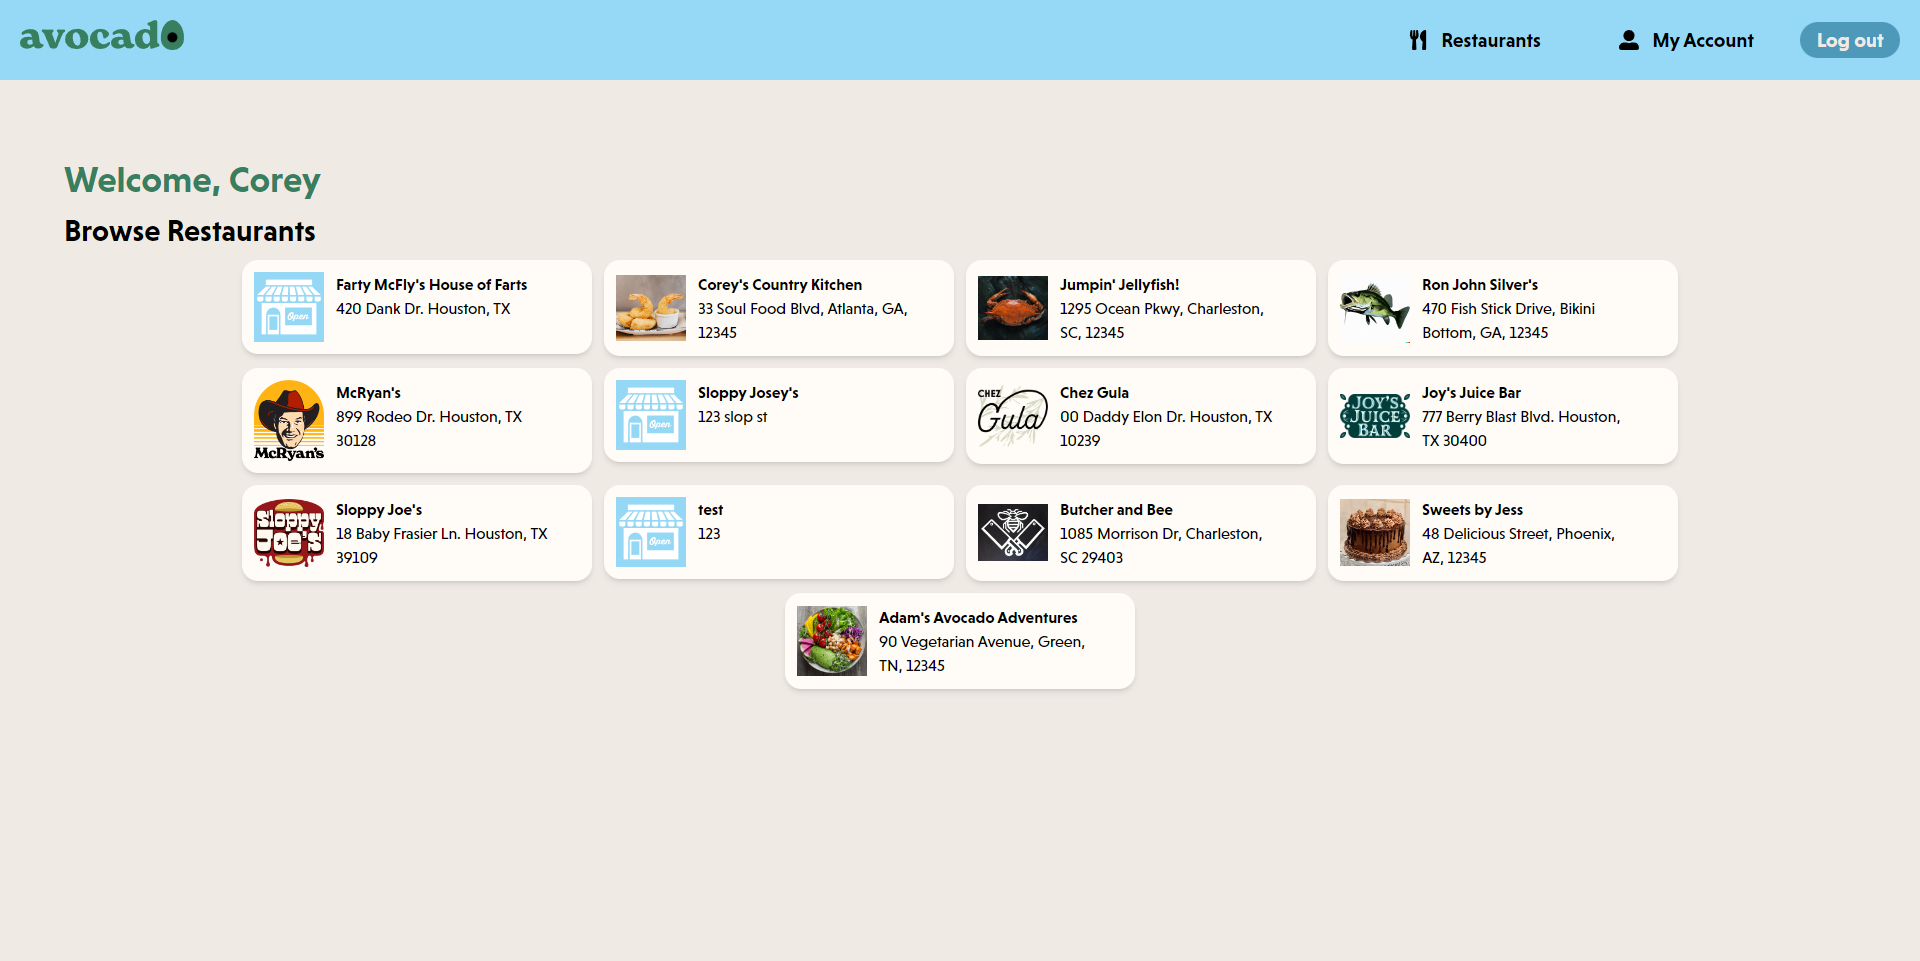 avocado
Restaurants
My Account
Log out
Welcome, Corey
Browse Restaurants
Open
Farty McFly's House of Farts
420 Dank Dr. Houston, TX
Corey's Country Kitchen
33 Soul Food Blvd, Atlanta, GA,
12345
Jumpin' Jellyfish!
1295 Ocean Pkwy, Charleston,
SC, 12345
Ron John Silver's
470 Fish Stick Drive, Bikini
Bottom, GA, 12345
McRyan's
McRyan's
899 Rodeo Dr. Houston, TX
30128
Open
Sloppy Josey's
123 slop st
CHEZ
Gula
Chez Gula
00 Daddy Elon Dr. Houston, TX
10239
JOY'S
JUICE
BAR
Joy's Juice Bar
777 Berry Blast Blvd. Houston,
TX 30400
Sloppy
Joe's
Sloppy Joe's
18 Baby Frasier Ln. Houston, TX
39109
Open
test
123
Butcher and Bee
1085 Morrison Dr, Charleston,
SC 29403
Sweets by Jess
48 Delicious Street, Phoenix,
AZ, 12345
Adam's Avocado Adventures
90 Vegetarian Avenue, Green,
TN, 12345